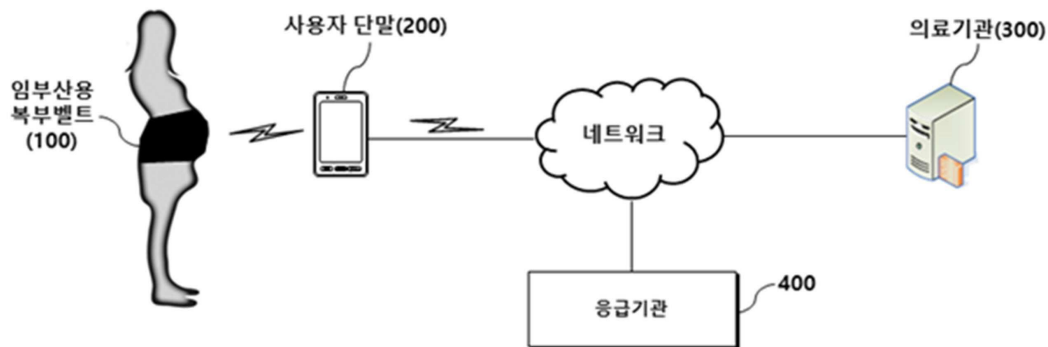 사용자 단말(200)
의료기관(300)
임부산용
복부벨트
(100)
네트워크
400
응급기관